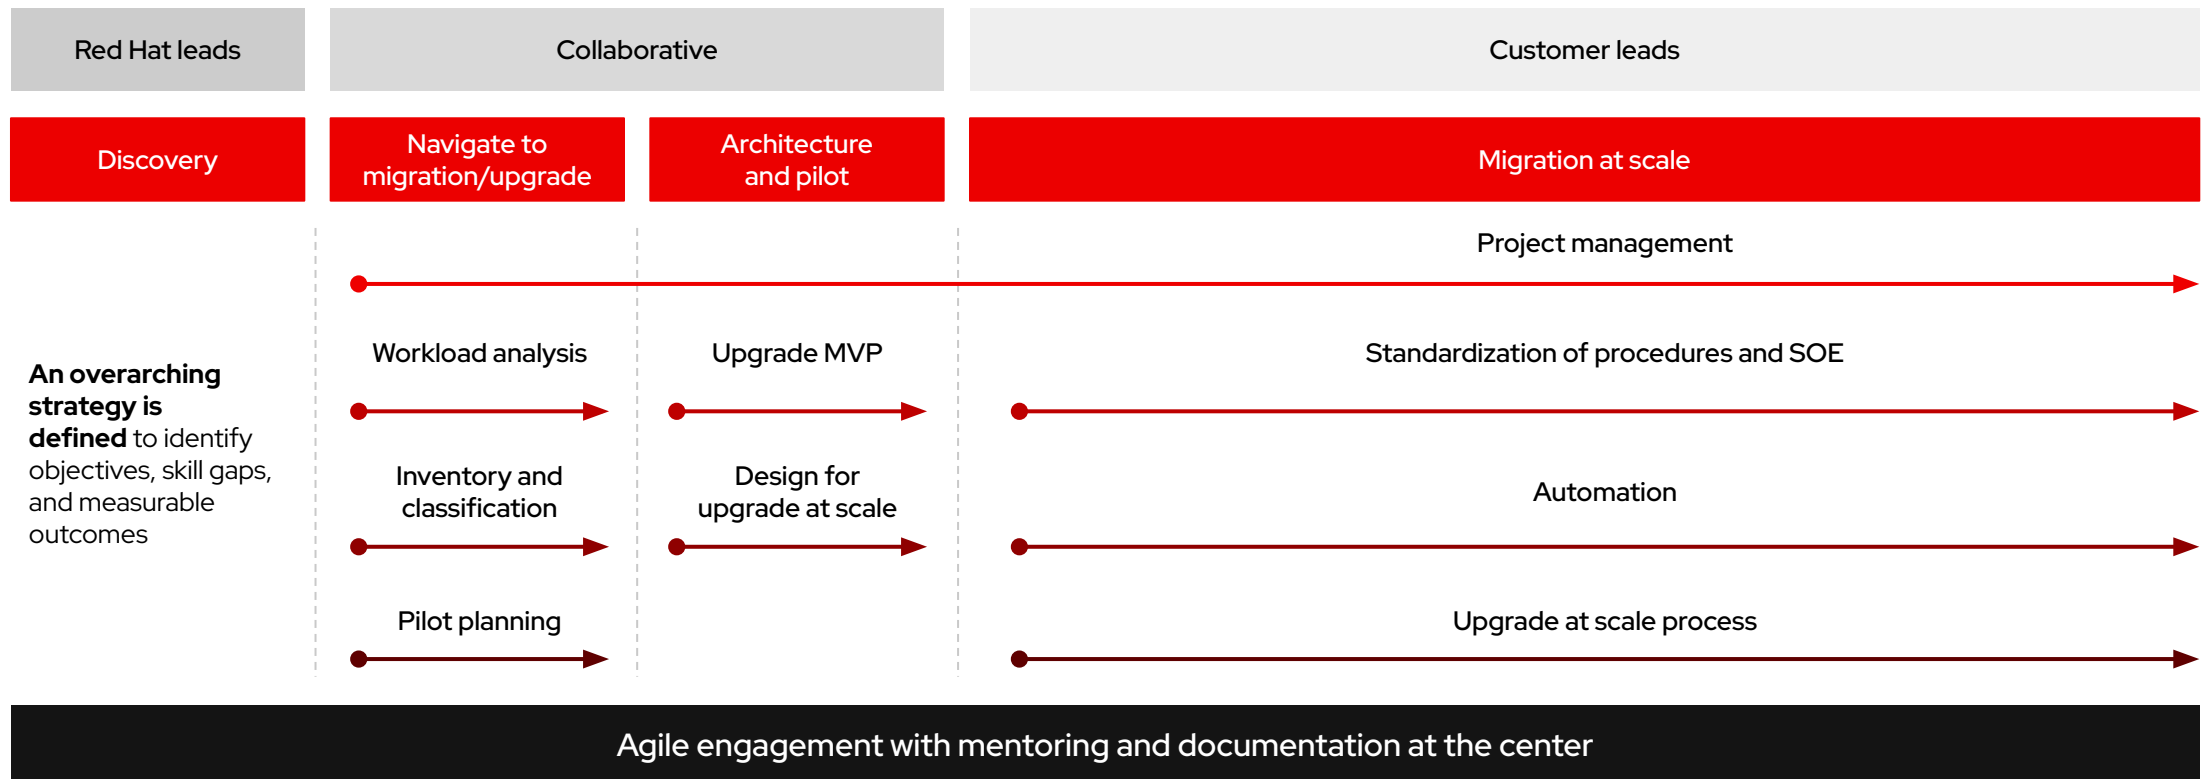 Red Hat leads
Collaborative
Customer leads
Discovery
Navigate to
migration/upgrade
Architecture
and pilot
Migration at scale
Project management
An overarching
strategy is
defined to identify
objectives, skill gaps,
and measurable
outcomes
Workload analysis
Upgrade MVP
Standardization of procedures and SOE
Inventory and
classification
Design for
upgrade at scale
Automation
Pilot planning
Upgrade at scale process
Agile engagement with mentoring and documentation at the center